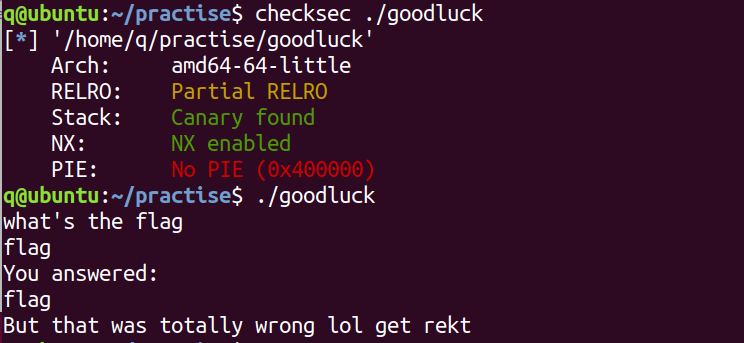 q@ubuntu:~/practise$ checksec ./goodluck
[*] '/home/q/practise/goodluck'
    Arch:     amd64-64-little
    RELRO:    Partial RELRO
    Stack:    Canary found
    NX:       NX enabled
    PIE:      No PIE (0x400000)
q@ubuntu:~/practise$ ./goodluck
what's the flag
flag
You answered:
flag
But that was totally wrong lol get rekt